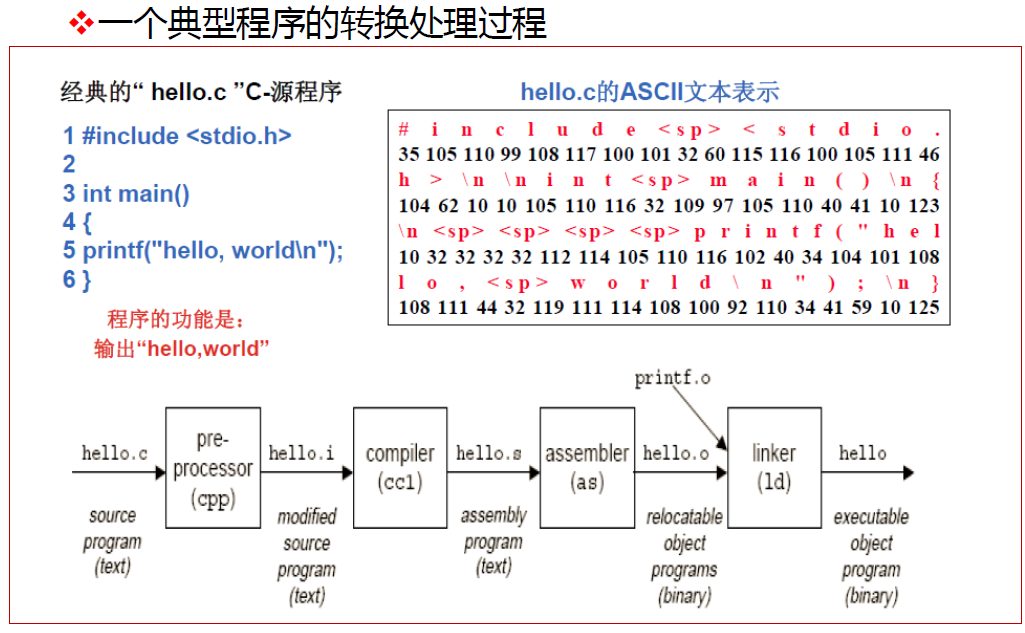 ❖一个典型程序的转换处理过程
经典的“ hello.c ”C-源程序
1 #include <stdio.h>
2
3 int main()
4 {
5 printf("hello, world\n");
6 }
程序的功能是：
输出“hello,world”
hello.c的ASCII文本表示
# i n c l u d e <sp> < s t d i o .
35 105 110 99 108 117 100 101 32 60 115 116 100 105 111 46
h > \n \n i n t <sp> m a i n ( ) \n {
104 62 10 10 105 110 116 32 109 97 105 110 40 41 10 123
\n <sp> <sp> <sp> <sp> p r i n t f ( " h e l
10 32 32 32 32 112 114 105 110 116 102 40 34 104 101 108
l o , <sp> w o r l d \ n " ) ; \n }
108 111 44 32 119 111 114 108 100 92 110 34 41 59 10 125
printf.o
hello.c
pre-
processor
(cpp)
hello.i
compiler
(cc1)
hello.s
assembler
(as)
hello.o
linker
(ld)
hello
source
program
(text)
modified
source
program
(text)
assembly
program
(text)
relocatable
object
programs
(binary)
executable
object
program
(binary)